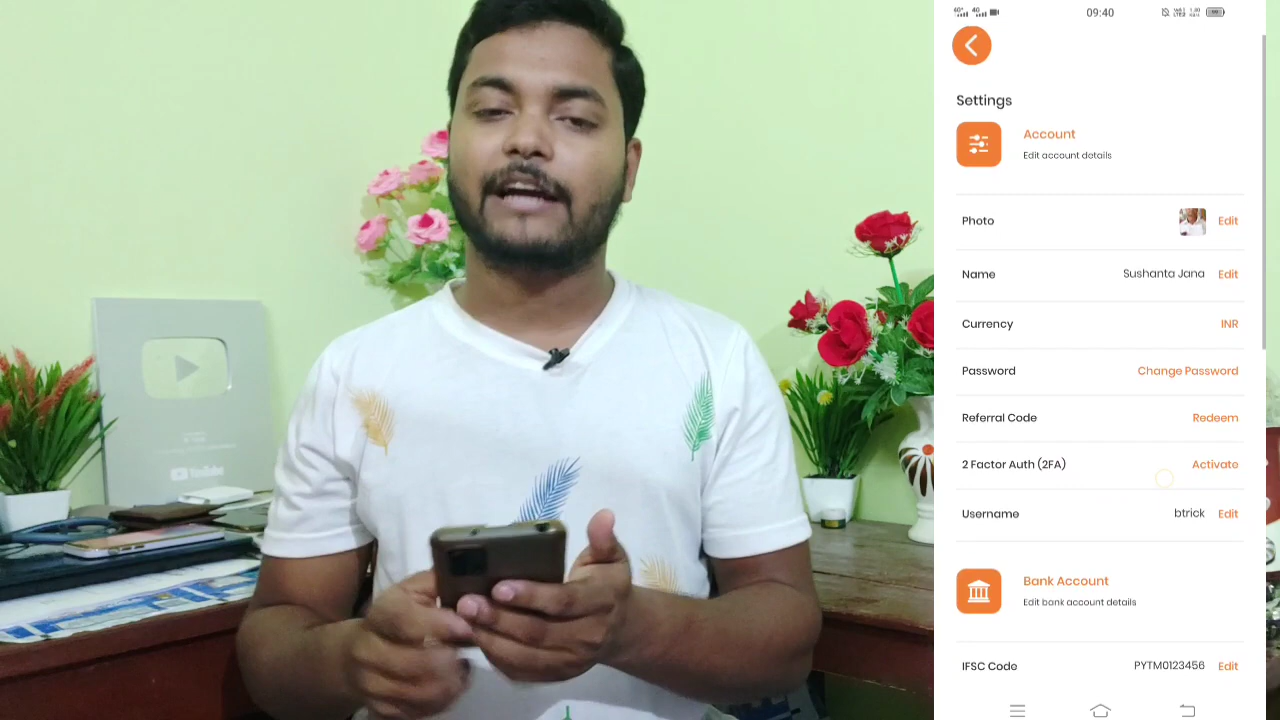 09:40
Settings
Account
Edit account details
Photo Edit
Name Sushanta Jana Edit
Currency INR
Password Change Password
Referral Code Redeem
2 Factor Auth (2FA) Activate
Username btrick Edit
Bank Account
Edit bank account details
IFSC Code PYTM0123456 Edit
YouTube